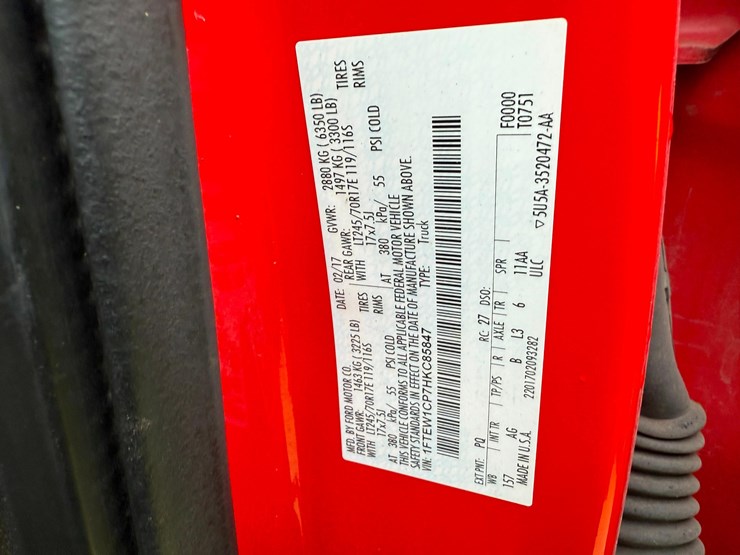 MFD. BY FORD MOTOR CO. DATE: 02/17 GVWR: 2880 KG ( 6350 LB)
FRONT GAWR: 1463 KG ( 3225 LB) REAR GAWR: 1497 KG ( 3300 LB)
WITH LT245/70R17E 119/116S TIRES WITH LT245/70R17E 119/116S TIRES
17x7.5J RIMS 17x7.5J RIMS
AT 380 kPa/ 55 PSI COLD AT 380 kPa/ 55 PSI COLD
THIS VEHICLE CONFORMS TO ALL APPLICABLE FEDERAL MOTOR VEHICLE
SAFETY STANDARDS IN EFFECT ON THE DATE OF MANUFACTURE SHOWN ABOVE.
VIN: 1FTEW1CP7HKC85847 TYPE: Truck
EXT PNT: PQ RC: 27 DSO: F0000
WB INT TR TP/PS R AXLE TR SPR T0751
157 AG B L3 6 11AA
MADE IN U.S.A. 2201702093282 ULC ▽5U5A-3520472-AA